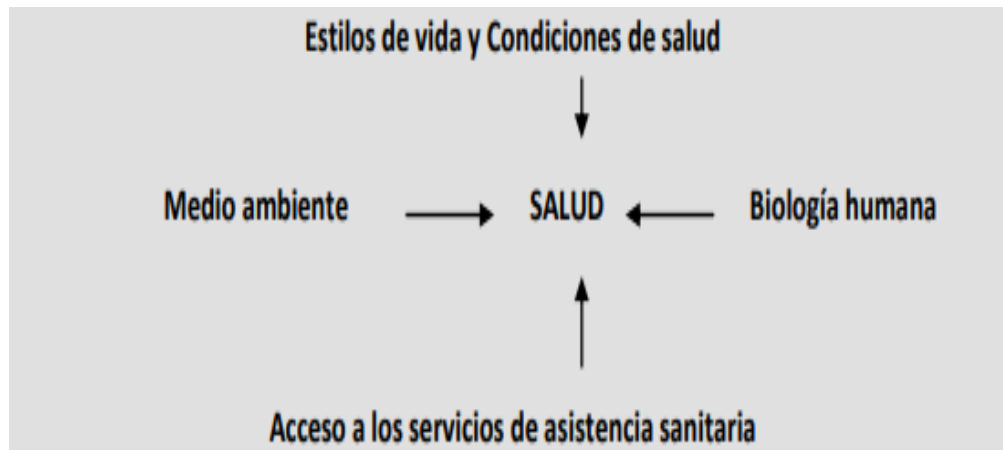 Estilos de vida y Condiciones de salud
Medio ambiente SALUD Biología humana
Acceso a los servicios de asistencia sanitaria